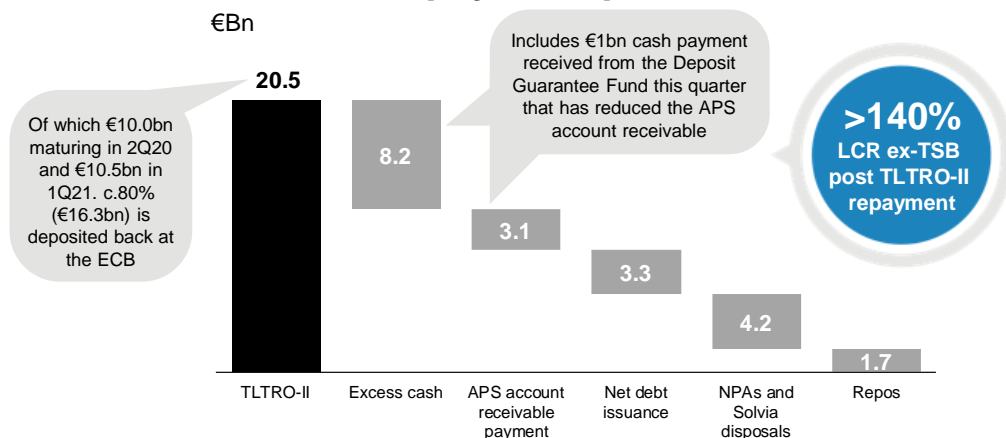 €Bn
20.5
Of which €10.0bn
maturing in 2Q20
and €10.5bn in
1Q21. c.80%
(€16.3bn) is
deposited back at
the ECB
Includes €1bn cash payment
received from the Deposit
Guarantee Fund this quarter
that has reduced the APS
account receivable
>140%
LCR ex-TSB
post TLTRO-II
repayment
8.2
3.1
3.3
4.2
1.7
TLTRO-II
Excess cash
APS account
receivable
payment
Net debt
issuance
NPAs and
Solvia
disposals
Repos